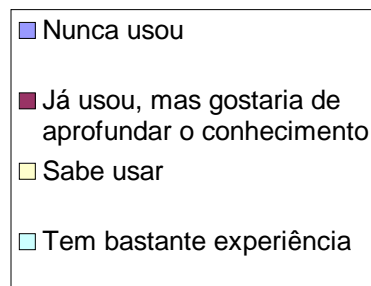 Nunca usou
Já usou, mas gostaria de
aprofundar o conhecimento
Sabe usar
Tem bastante experiência